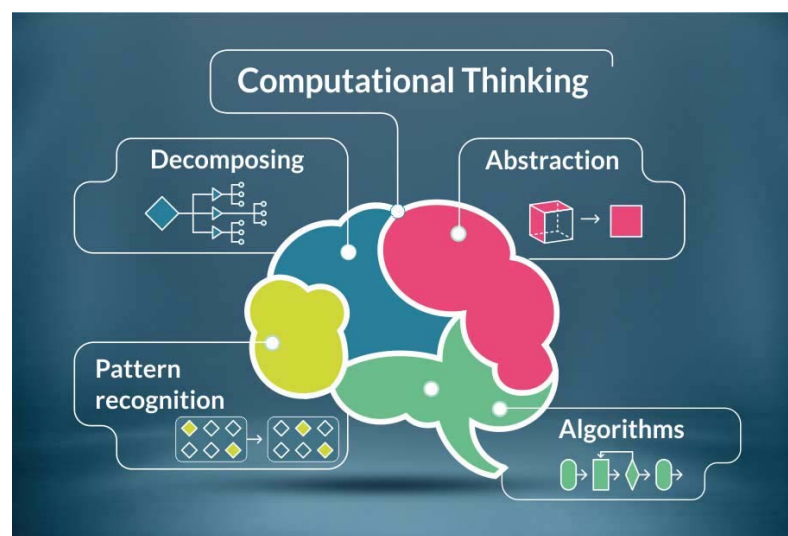 Computational Thinking
Decomposing
Abstraction
Pattern
recognition
Algorithms